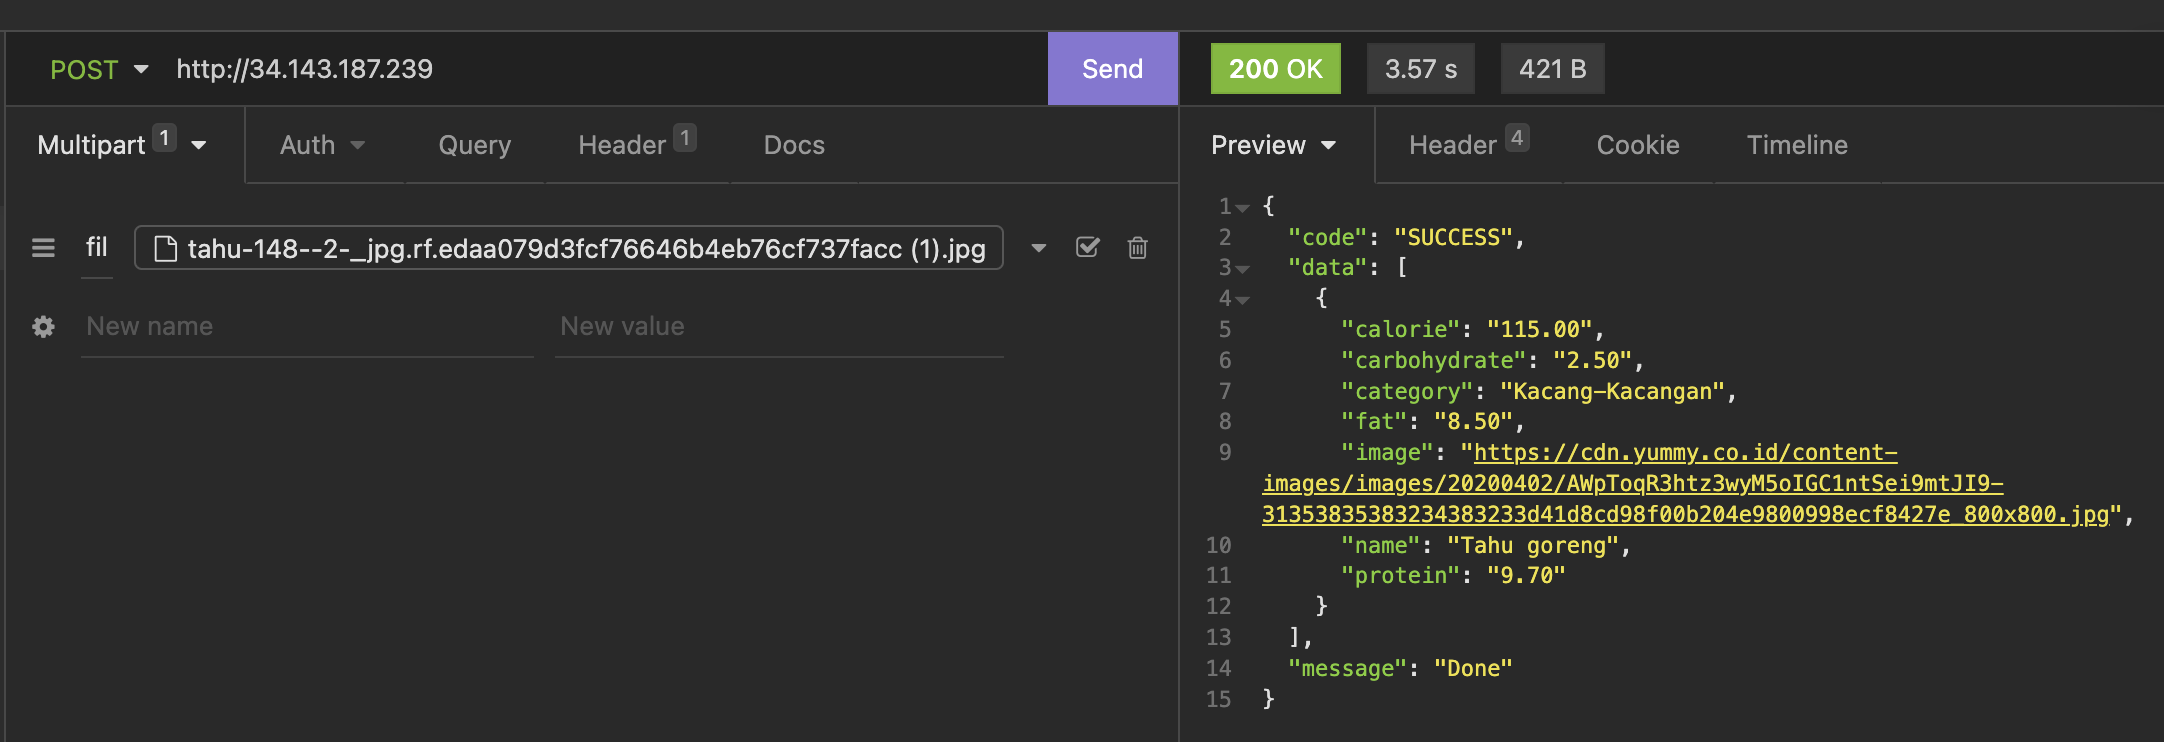 POST http://34.143.187.239 Send
200 OK 3.57 s 421 B
Multipart 1 Auth Query Header 1 Docs
Preview Header 4 Cookie Timeline
fil tahu-148--2-_jpg.rf.edaa079d3fcf76646b4eb76cf737facc (1).jpg
New name New value
1 {
2 "code": "SUCCESS",
3 "data": [
4 {
5 "calorie": "115.00",
6 "carbohydrate": "2.50",
7 "category": "Kacang-Kacangan",
8 "fat": "8.50",
9 "image": "https://cdn.yummy.co.id/content-
images/images/20200402/AWpToqR3htz3wyM5oIGC1ntSei9mtJI9-
31353835383234383233d41d8cd98f00b204e9800998ecf8427e_800x800.jpg",
10 "name": "Tahu goreng",
11 "protein": "9.70"
12 }
13 ],
14 "message": "Done"
15 }